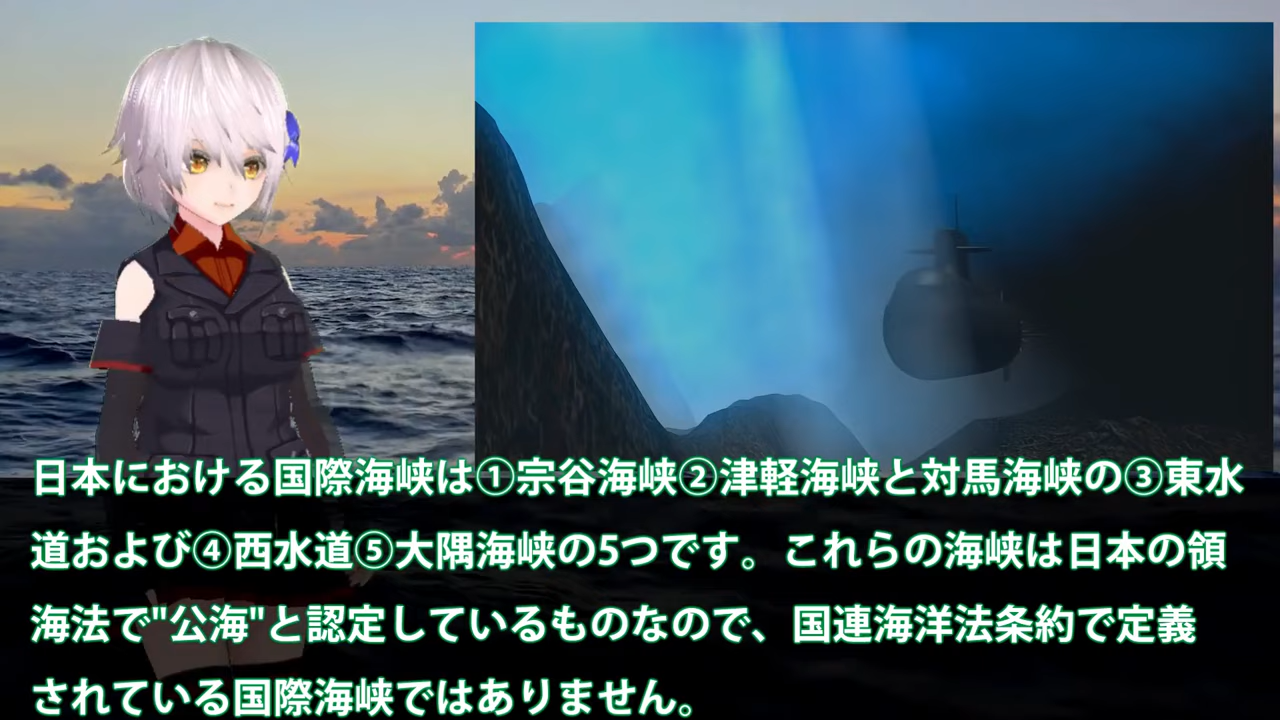 日本における国際海峡は①宗谷海峡②津軽海峡と対馬海峡の③東水
道および④西水道⑤大隅海峡の5つです。これらの海峡は日本の領
海法で"公海"と認定しているものなので、国連海洋法条約で定義
されている国際海峡ではありません。